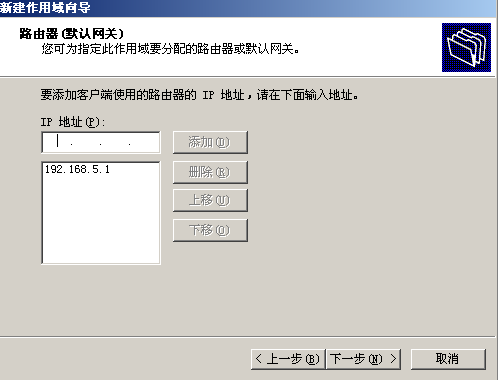 新建作用域向导
路由器(默认网关)
您可为指定此作用域要分配的路由器或默认网关。
要添加客户端使用的路由器的 IP 地址，请在下面输入地址。
IP 地址(P):
添加(D)
192.168.5.1
删除(R)
上移(U)
下移(O)
< 上一步(B) 下一步(N) > 取消